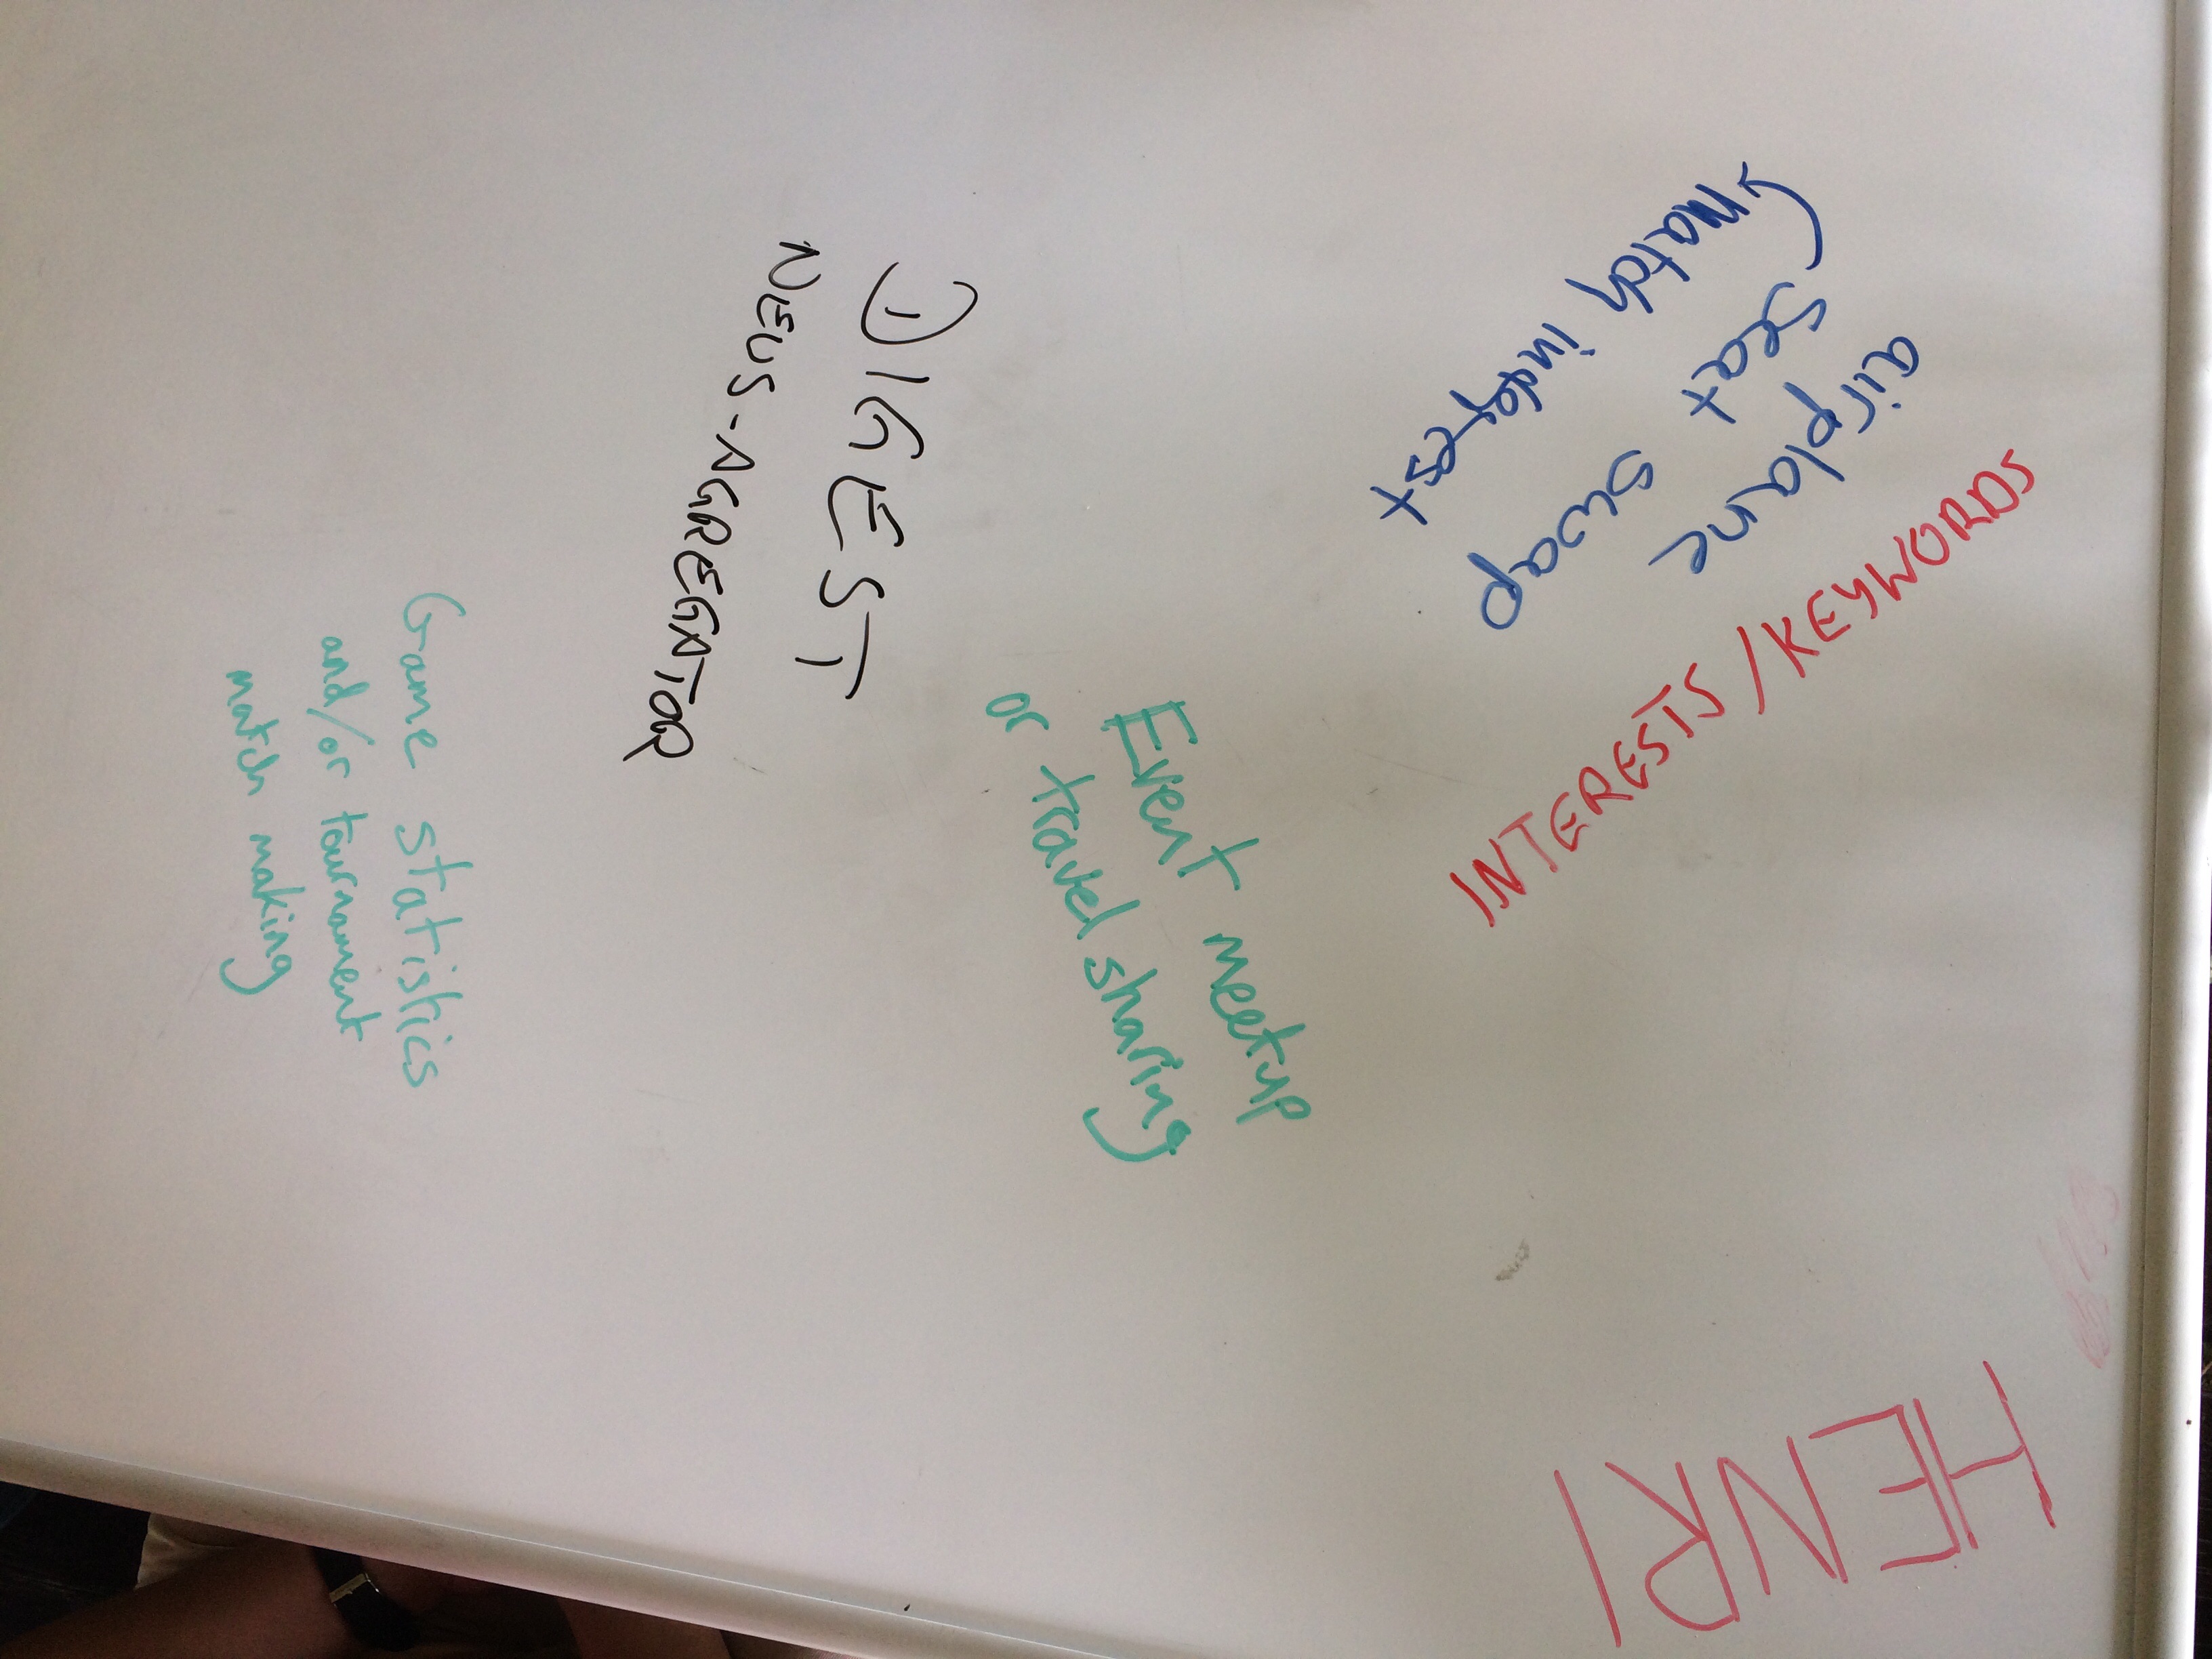 airplane
seat swap
match interest
INTERESTS / KEYWORDS
Event meetup
or travel sharing
DIGEST
NEUS-AGGREGATOR
Game statistics
and/or tournament
match making
HENRI